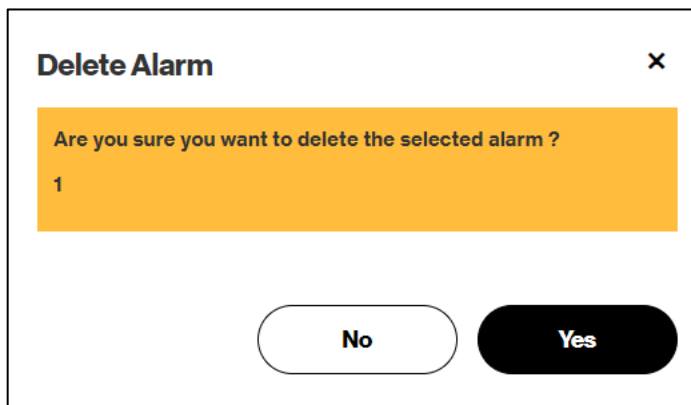 Delete Alarm
Are you sure you want to delete the selected alarm ?
1
No
Yes